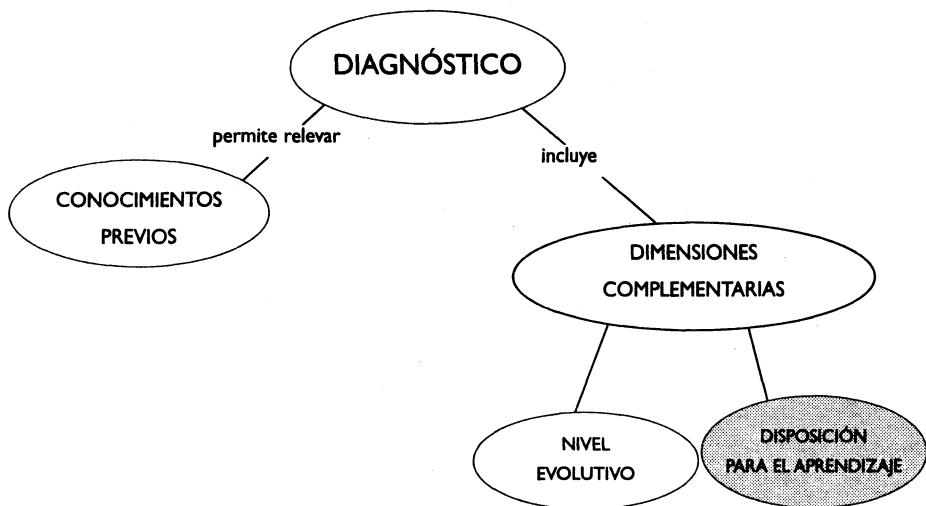 DIAGNÓSTICO
permite relevar
incluye
CONOCIMIENTOS
PREVIOS
DIMENSIONES
COMPLEMENTARIAS
NIVEL
EVOLUTIVO
DISPOSICIÓN
PARA EL APRENDIZAJE